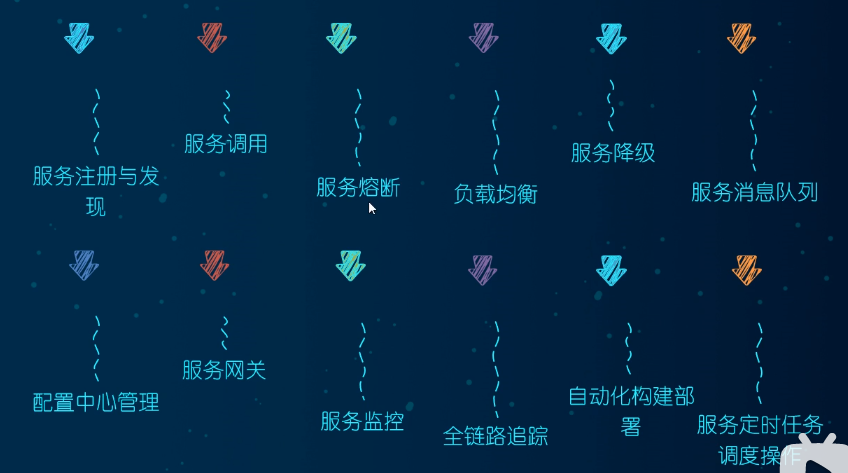 服务注册与发
现
服务调用
服务熔断
负载均衡
服务降级
服务消息队列
配置中心管理
服务网关
服务监控
全链路追踪
自动化构建部
署
服务定时任务
调度操作